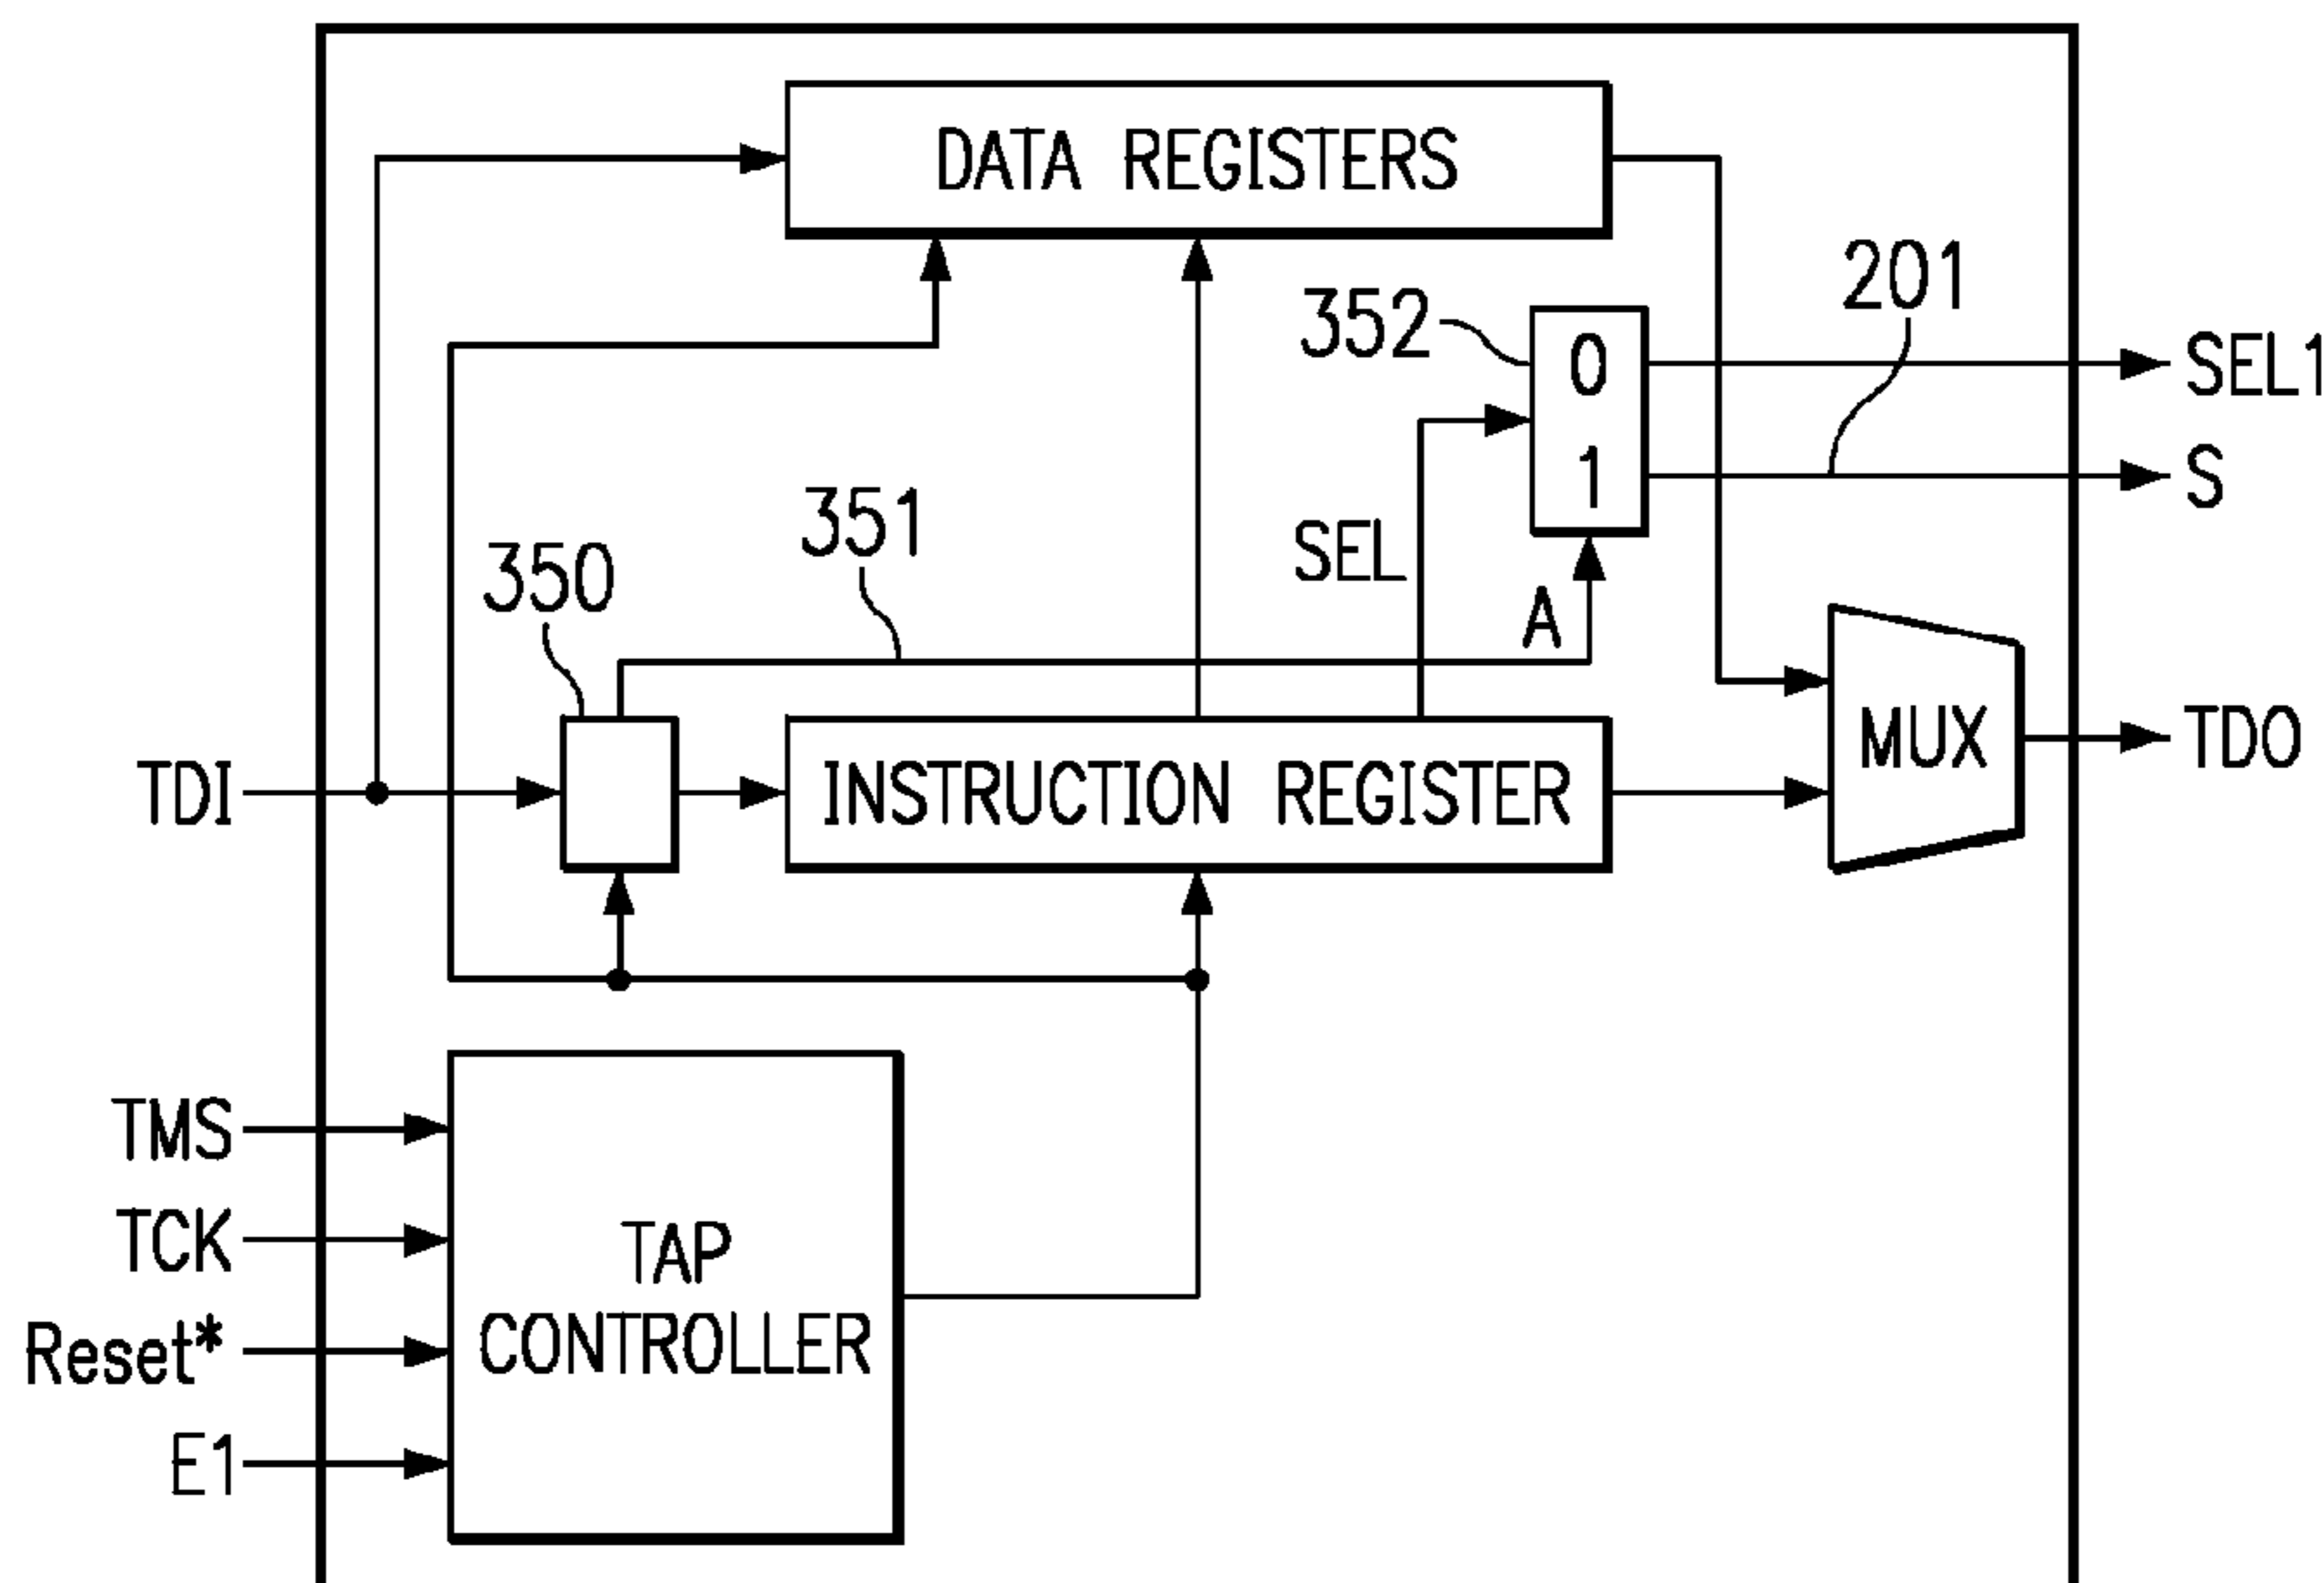 DATA REGISTERS
352
0
1
201
SEL1
S
351
350
SEL
A
TDI
INSTRUCTION REGISTER
MUX
TDO
TMS
TCK
Reset*
E1
TAP
CONTROLLER